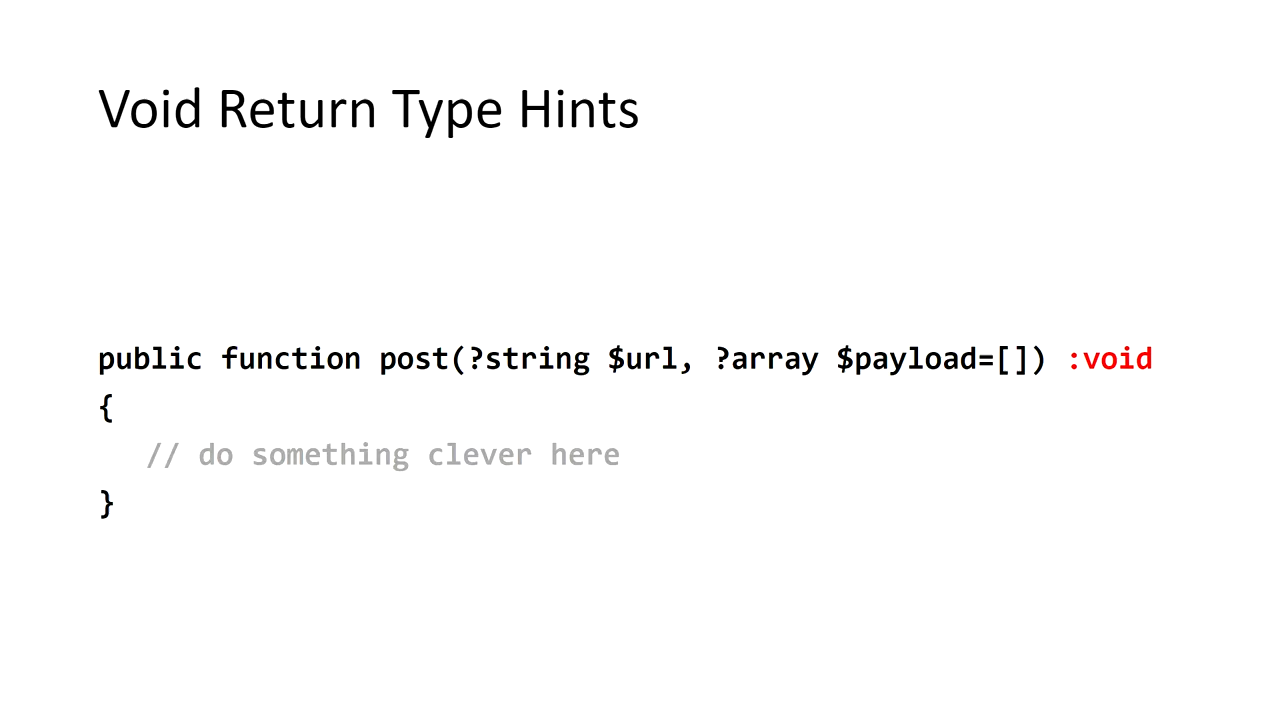 Void Return Type Hints
public function post(?string $url, ?array $payload=[]) :void
{
// do something clever here
}